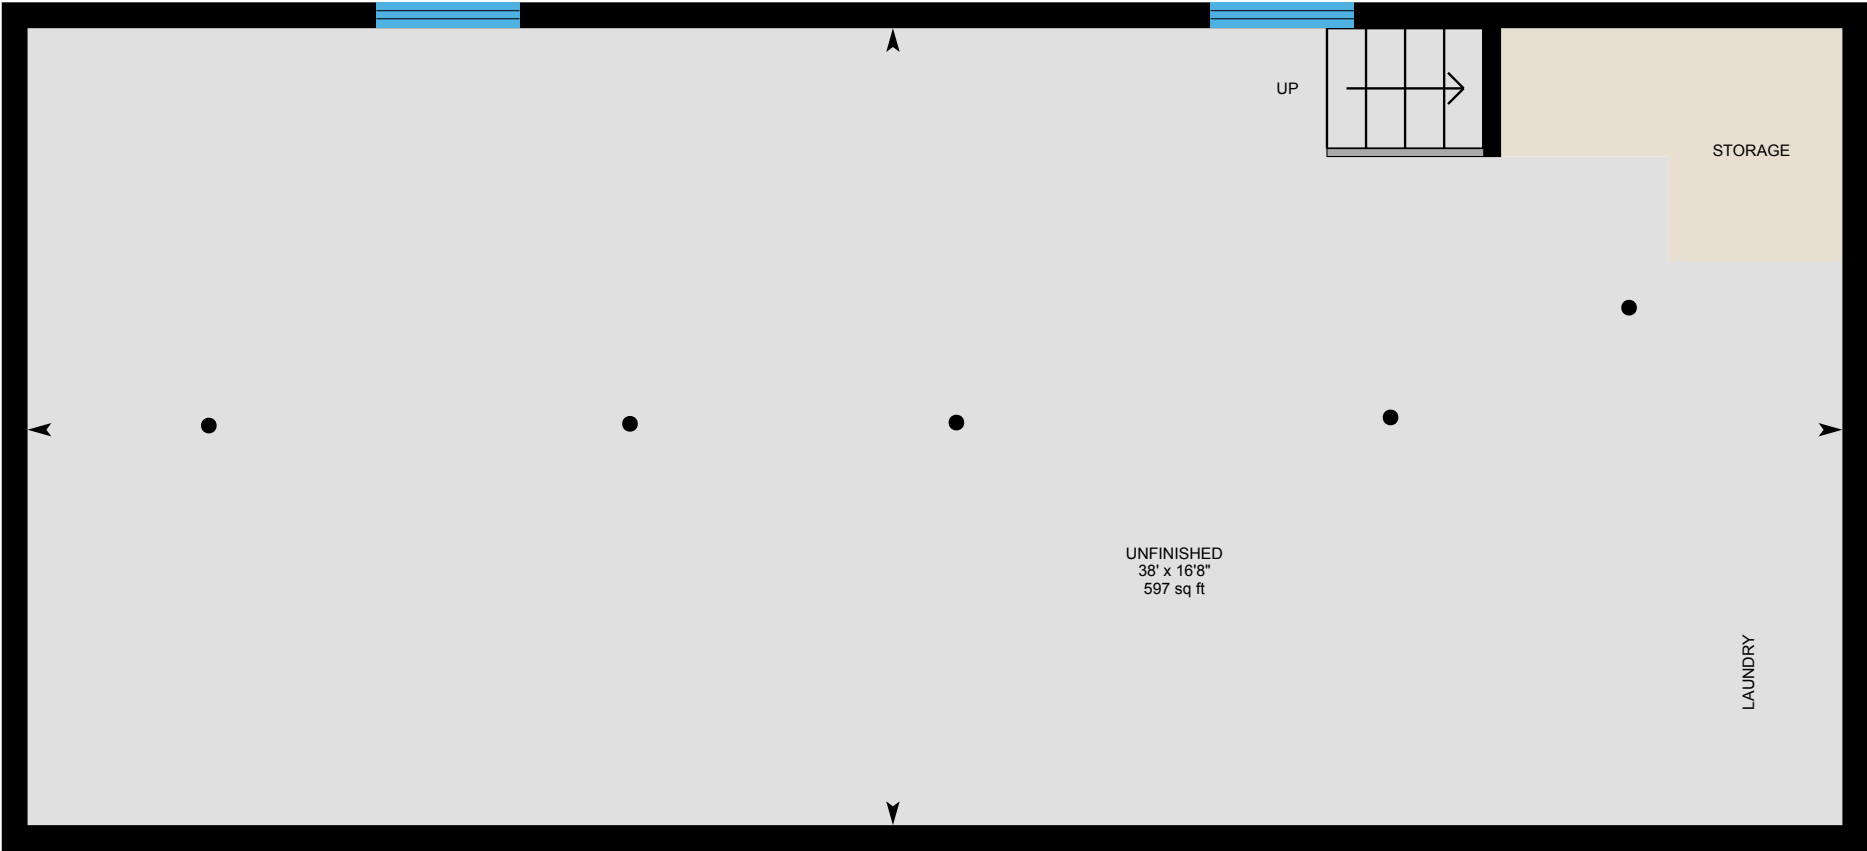 UP
STORAGE
UNFINISHED
38' x 16'8"
597 sq ft
LAUNDRY